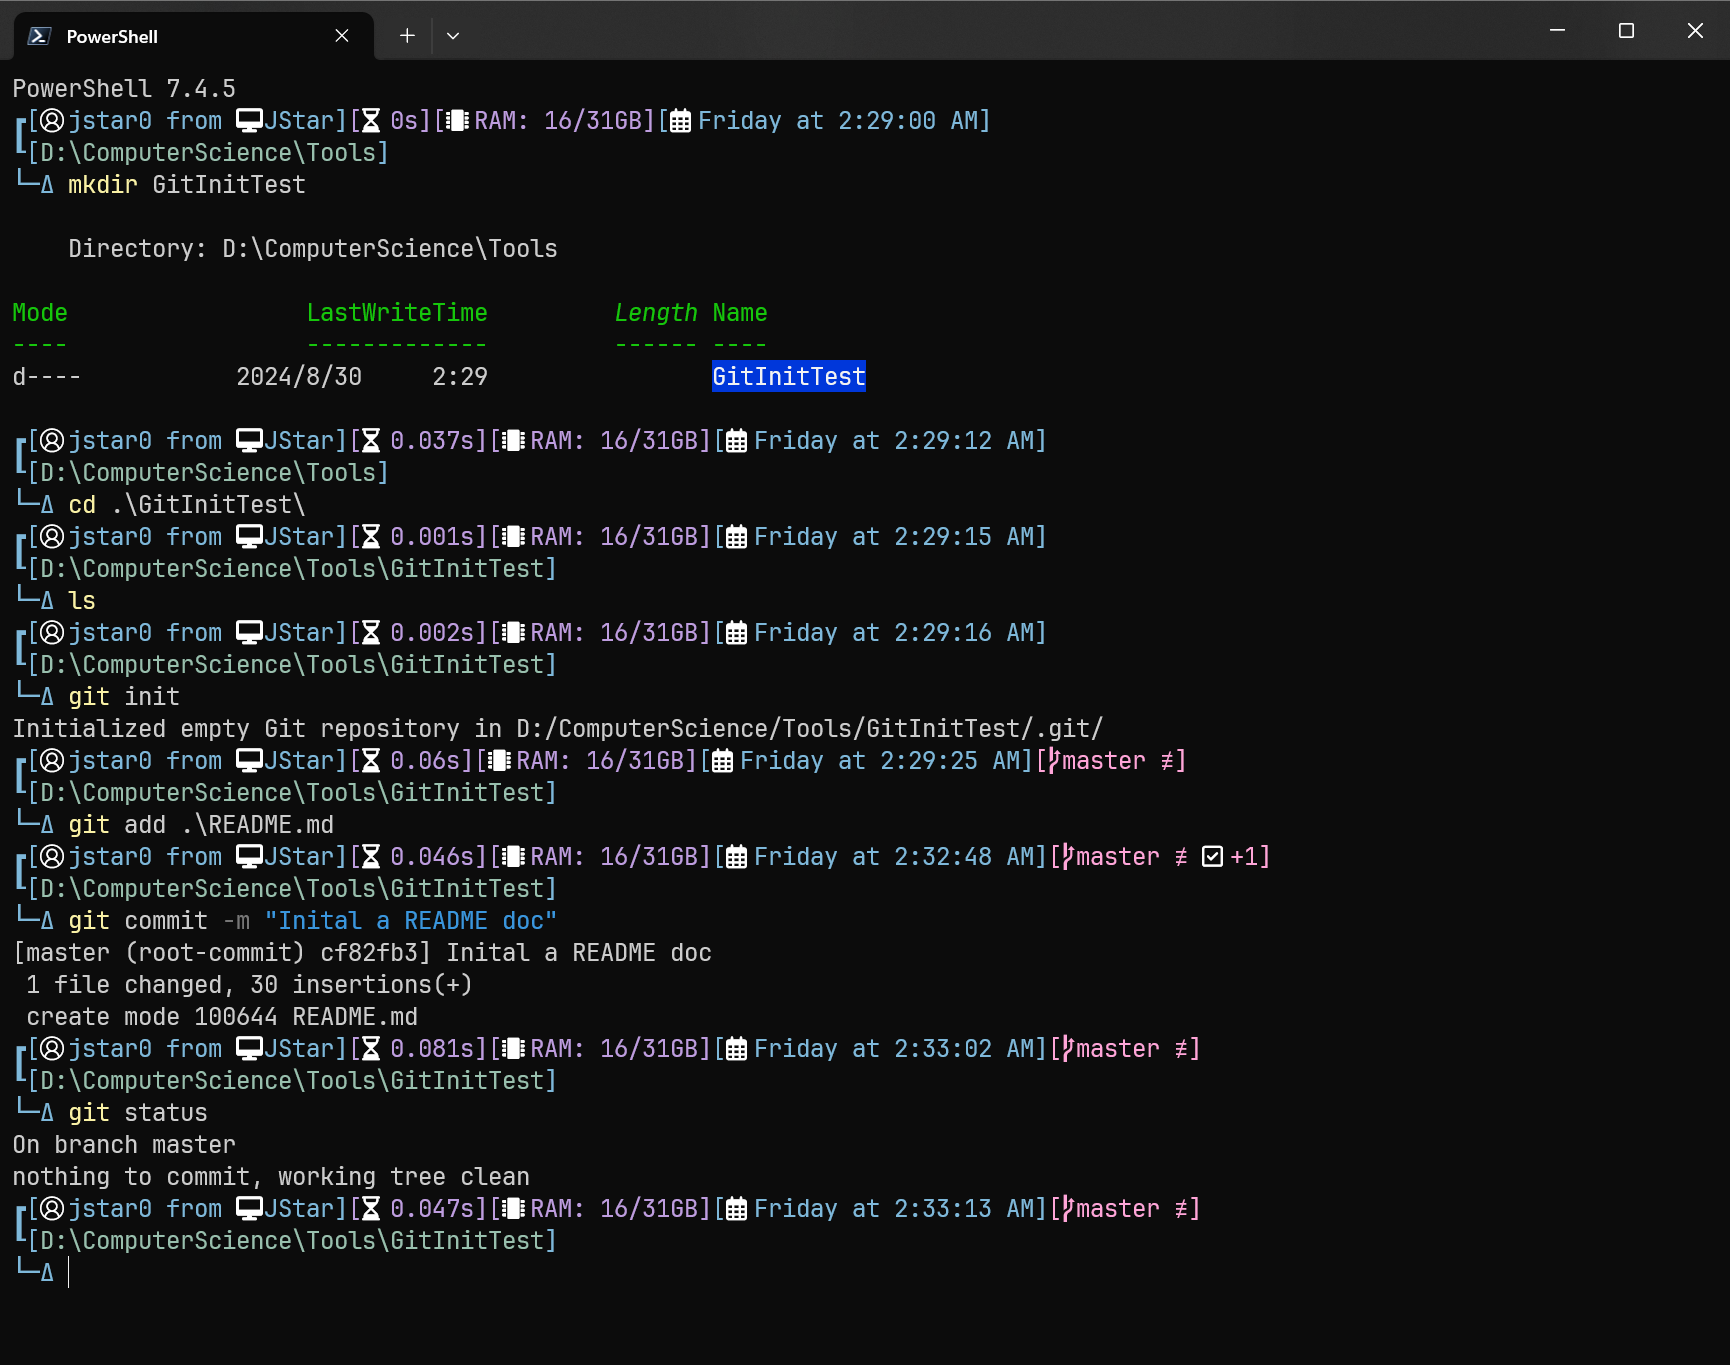 PowerShell
PowerShell 7.4.5
[jstar0 from JStar][0s][RAM: 16/31GB][Friday at 2:29:00 AM]
[D:\ComputerScience\Tools]
└─Δ mkdir GitInitTest
Directory: D:\ComputerScience\Tools
Mode LastWriteTime Length Name
---- ------------- ------ ----
d---- 2024/8/30 2:29 GitInitTest
[jstar0 from JStar][0.037s][RAM: 16/31GB][Friday at 2:29:12 AM]
[D:\ComputerScience\Tools]
└─Δ cd .\GitInitTest\
[jstar0 from JStar][0.001s][RAM: 16/31GB][Friday at 2:29:15 AM]
[D:\ComputerScience\Tools\GitInitTest]
└─Δ ls
[jstar0 from JStar][0.002s][RAM: 16/31GB][Friday at 2:29:16 AM]
[D:\ComputerScience\Tools\GitInitTest]
└─Δ git init
Initialized empty Git repository in D:/ComputerScience/Tools/GitInitTest/.git/
[jstar0 from JStar][0.06s][RAM: 16/31GB][Friday at 2:29:25 AM][master ≢]
[D:\ComputerScience\Tools\GitInitTest]
└─Δ git add .\README.md
[jstar0 from JStar][0.046s][RAM: 16/31GB][Friday at 2:32:48 AM][master ≢ +1]
[D:\ComputerScience\Tools\GitInitTest]
└─Δ git commit -m "Inital a README doc"
[master (root-commit) cf82fb3] Inital a README doc
1 file changed, 30 insertions(+)
create mode 100644 README.md
[jstar0 from JStar][0.081s][RAM: 16/31GB][Friday at 2:33:02 AM][master ≢]
[D:\ComputerScience\Tools\GitInitTest]
└─Δ git status
On branch master
nothing to commit, working tree clean
[jstar0 from JStar][0.047s][RAM: 16/31GB][Friday at 2:33:13 AM][master ≢]
[D:\ComputerScience\Tools\GitInitTest]
└─Δ